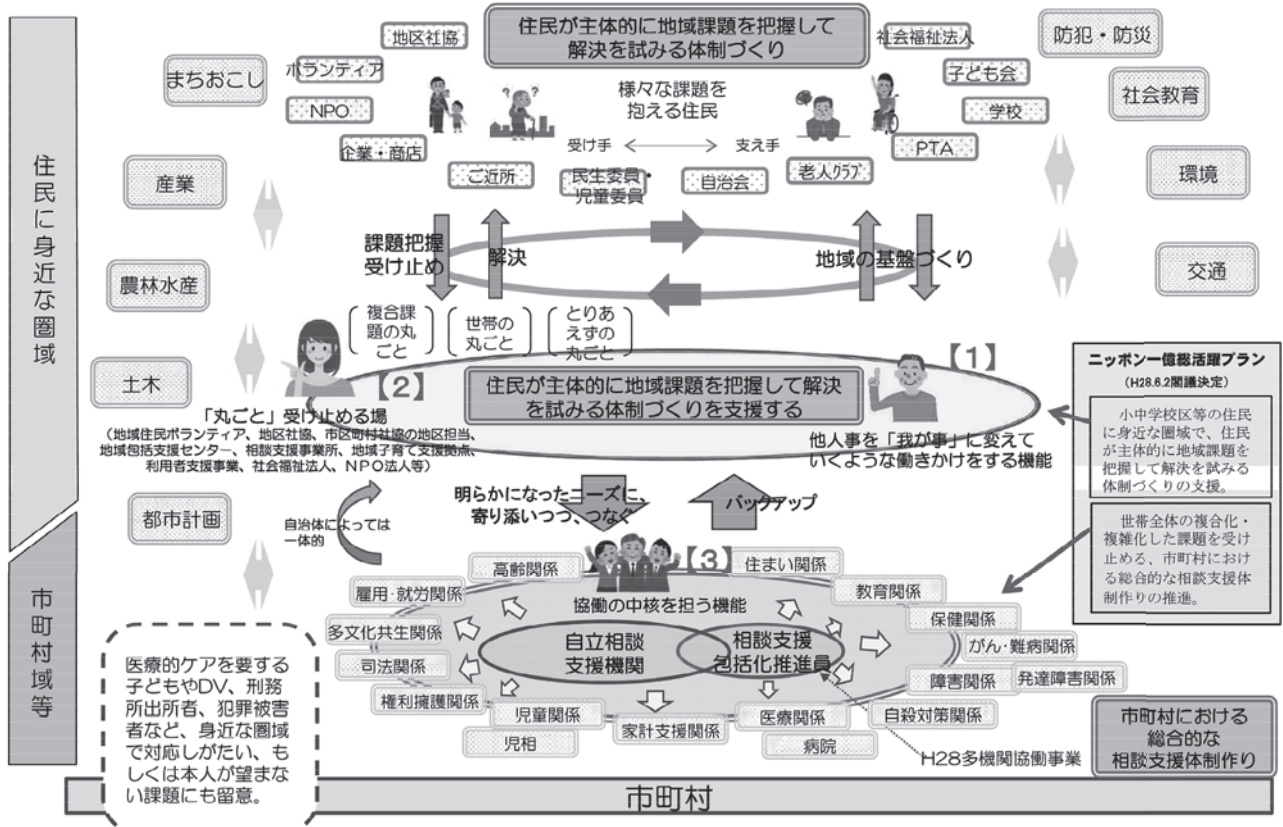 住民が主体的に地域課題を把握して
解決を試みる体制づくり
地区社協
ボランティア
NPO
企業・商店
ご近所
民生委員・
児童委員
自治会
老人クラブ
PTA
学校
子ども会
社会福祉法人
様々な課題を
抱える住民
受け手
支え手
まちおこし
産業
農林水産
土木
都市計画
防犯・防災
社会教育
環境
交通
住民に身近な圏域
市町村域等
課題把握
受け止め
解決
地域の基盤づくり
複合課
題の丸
ごと
世帯の
丸ごと
とりあ
えずの
丸ごと
【2】
【1】
住民が主体的に地域課題を把握して解決
を試みる体制づくりを支援する
「丸ごと」受け止める場
（地域住民ボランティア、地区社協、市区町村社協の地区担当、
地域包括支援センター、相談支援事業所、地域子育て支援拠点、
利用者支援事業、社会福祉法人、NPO法人等）
他人事を「我が事」に変えて
いくような働きかけをする機能
ニッポン一億総活躍プラン
（H28.6.2閣議決定）
小中学校区等の住民
に身近な圏域で、住民
が主体的に地域課題を
把握して解決を試みる
体制づくりの支援。
世帯全体の複合化・
複雑化した課題を受け
止める、市町村におけ
る総合的な相談支援体
制作りの推進。
明らかになったニーズに、
寄り添いつつ、つなぐ
バックアップ
自治体によっては
一体的
【3】
協働の中核を担う機能
自立相談
支援機関
相談支援
包括化推進員
高齢関係
雇用・就労関係
多文化共生関係
司法関係
権利擁護関係
児童関係
児相
家計支援関係
医療関係
病院
自殺対策関係
障害関係
発達障害関係
がん・難病関係
保健関係
教育関係
住まい関係
H28多機関協働事業
医療的ケアを要する
子どもやDV、刑務
所出所者、犯罪被害
者など、身近な圏域
で対応しがたい、も
しくは本人が望まな
い課題にも留意。
市町村における
総合的な
相談支援体制作り
市町村